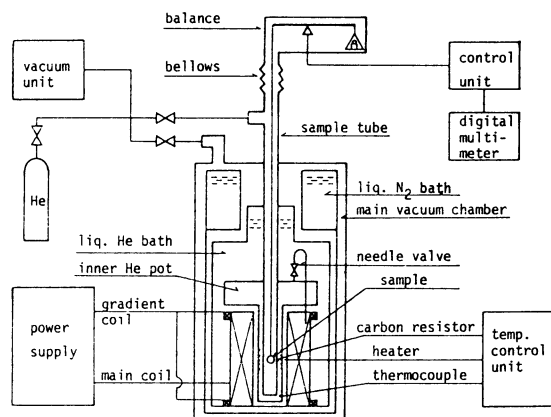 balance
vacuum
unit
bellows
control
unit
sample tube
digital
multi-
meter
He
liq. N2 bath
main vacuum chamber
liq. He bath
needle valve
inner He pot
sample
gradient
coil
carbon resistor
power
supply
heater
temp.
control
unit
main coil
thermocouple